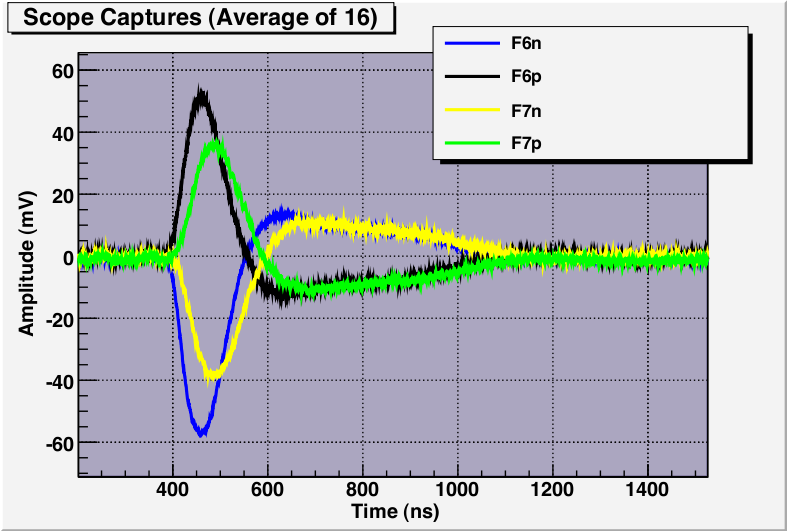 Scope Captures (Average of 16)
F6n
F6p
F7n
F7p
60
40
20
0
-20
-40
-60
Amplitude (mV)
400 600 800 1000 1200 1400
Time (ns)